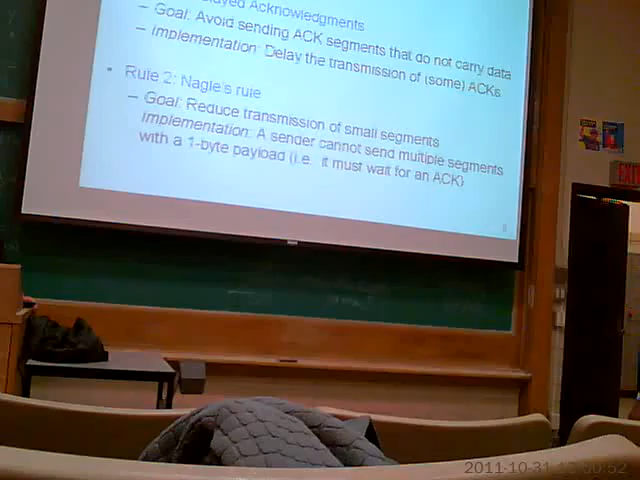 Delayed Acknowledgments
– Goal: Avoid sending ACK segments that do not carry data
– Implementation: Delay the transmission of (some) ACKs
• Rule 2: Nagle's rule
– Goal: Reduce transmission of small segments
Implementation: A sender cannot send multiple segments
with a 1-byte payload (i.e. it must wait for an ACK)
2011-10-31